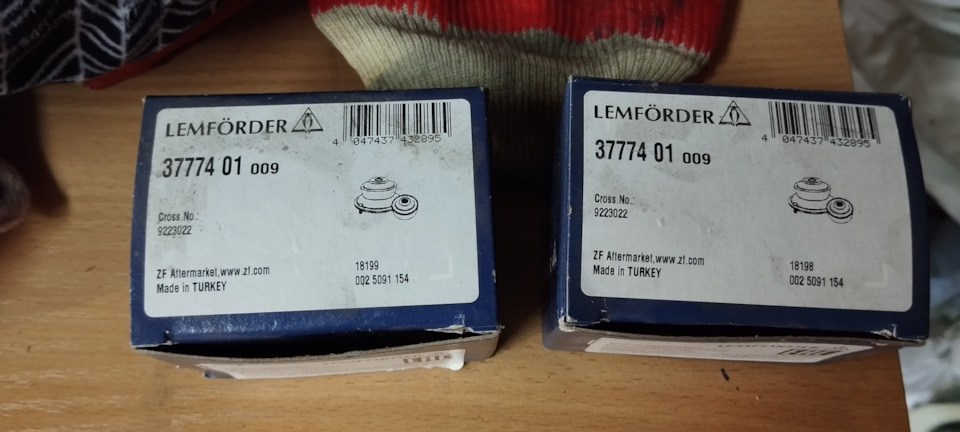 LEMFÖRDER
4 047437 432895
37774 01 009
Cross No.:
9223022
ZF Aftermarket,www.zf.com
Made in TURKEY
18199
002 5091 154
LEMFÖRDER
4 047437 432895
37774 01 009
Cross No.:
9223022
ZF Aftermarket,www.zf.com
Made in TURKEY
18198
002 5091 154